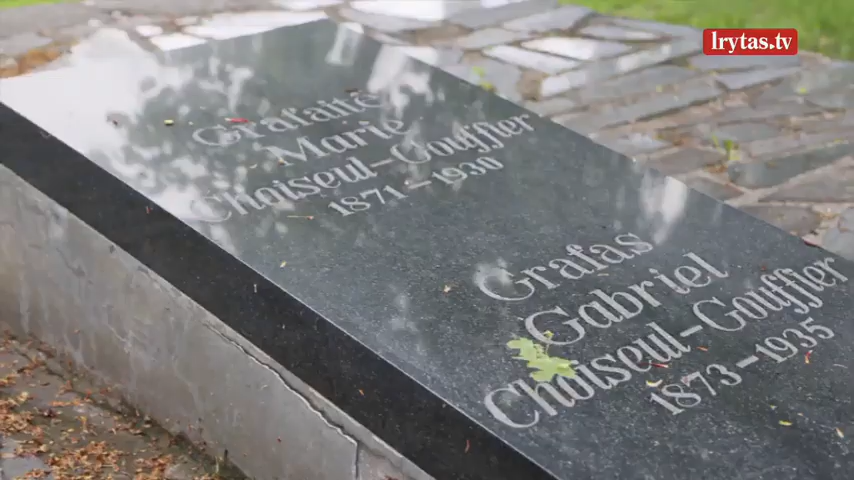 lrytas.tv
Grafaitė
Marie
Choiseul-Gouffier
1871-1930
Grafas
Gabriel
Choiseul-Gouffier
1873-1935